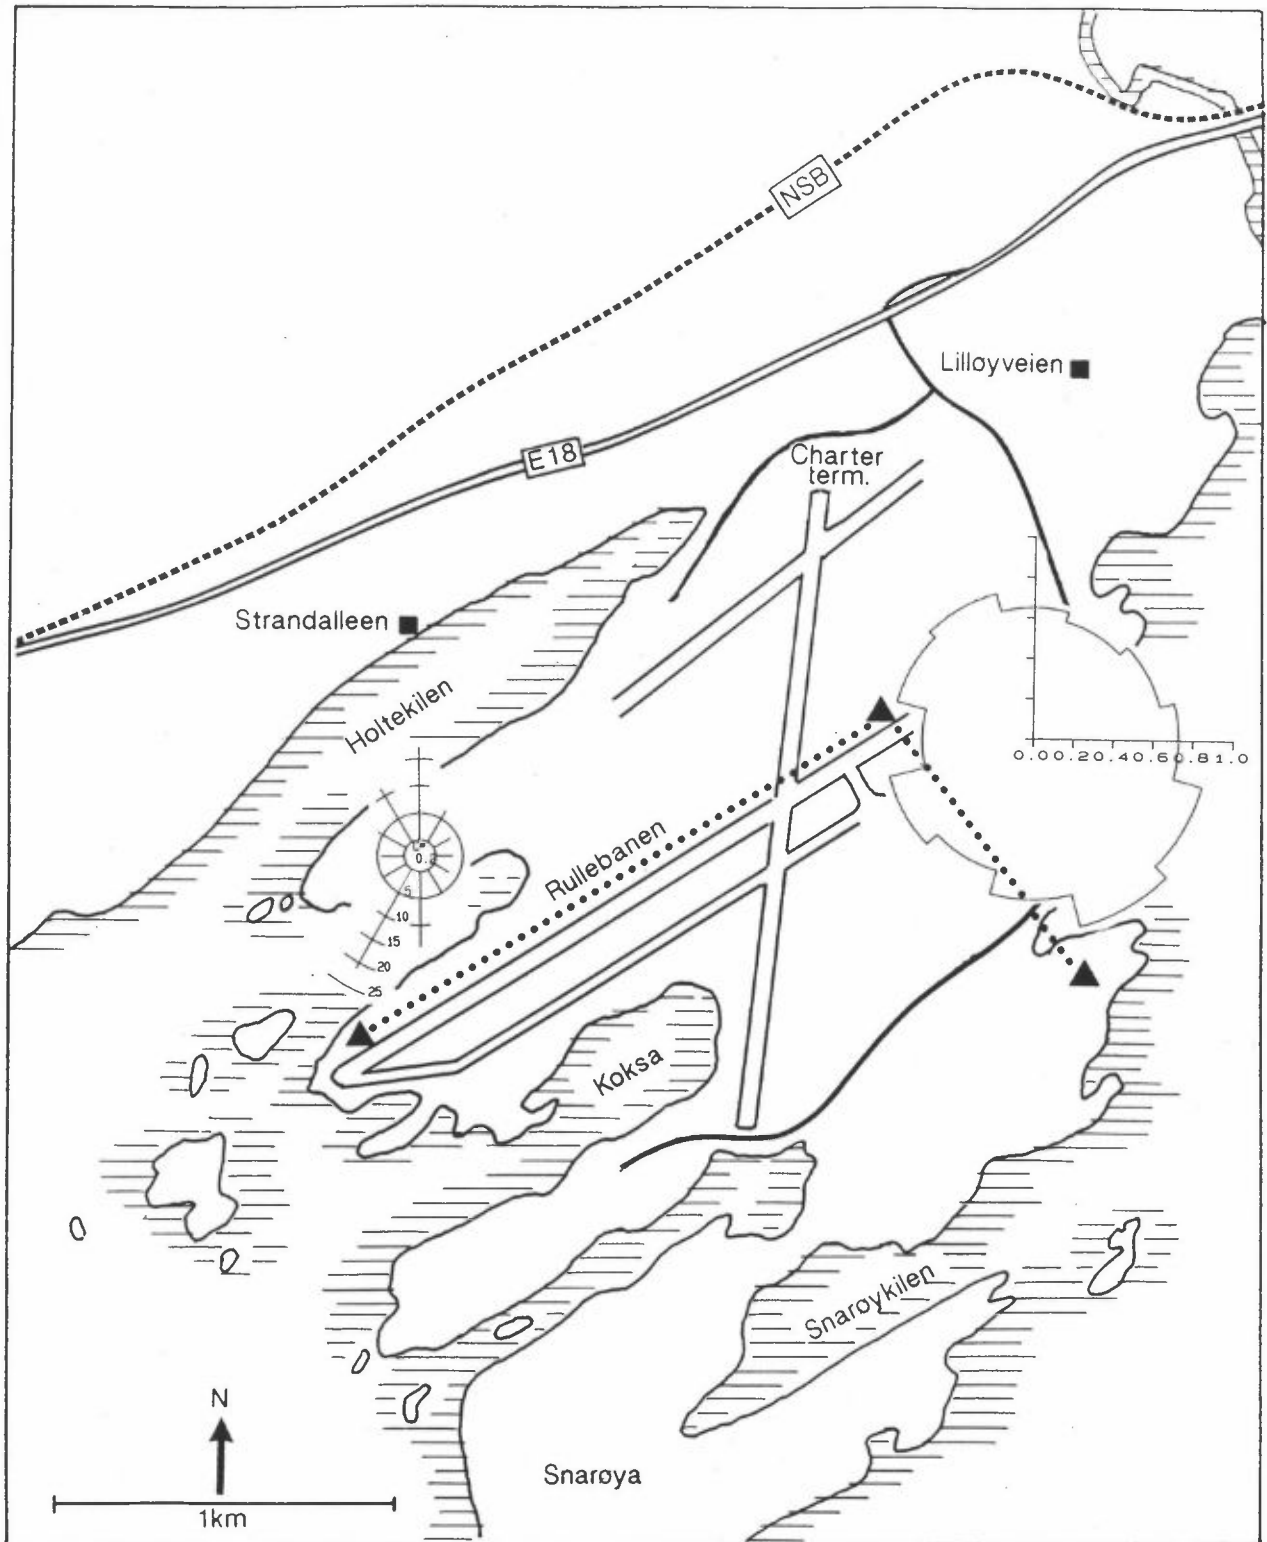 NSB
Lilløyveien
E18
Charter
term.
Strandalleen
Holtekilen
0.00.20.40.60.81.0
Rullebanen
5
10
15
20
25
Koksa
Snarøykilen
N
Snarøya
1km